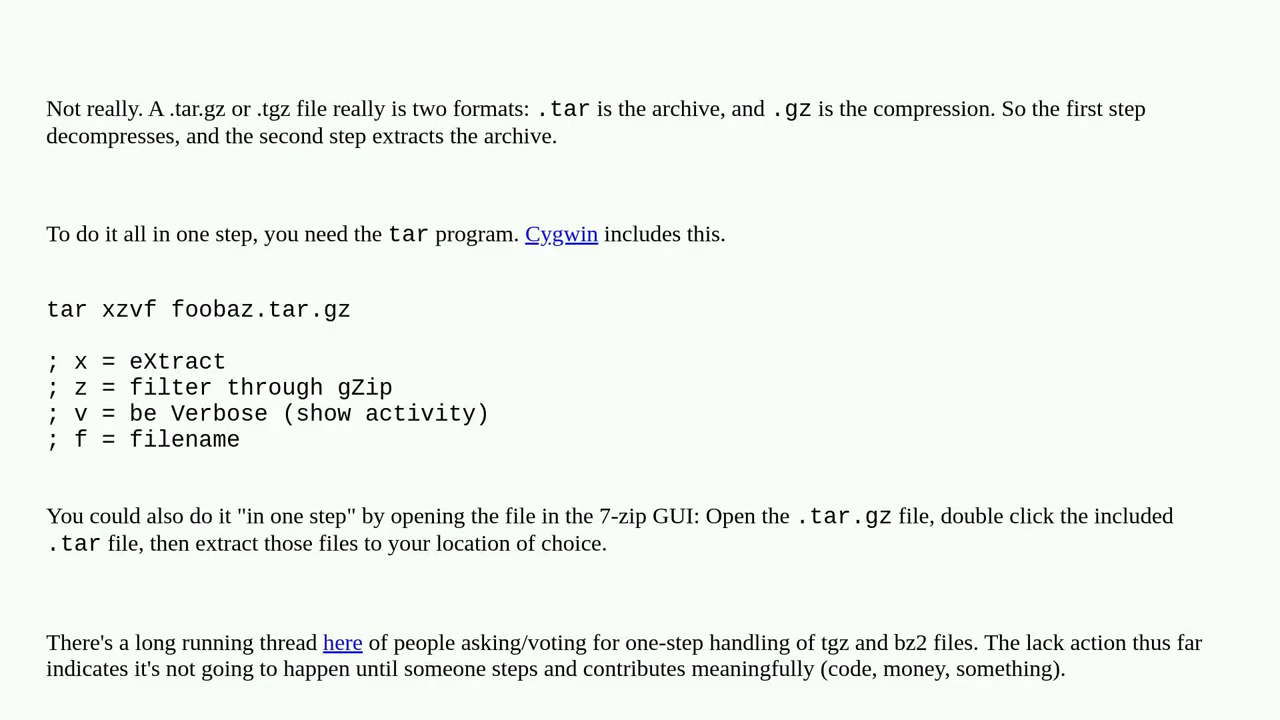 Not really. A .tar.gz or .tgz file really is two formats: .tar is the archive, and .gz is the compression. So the first step
decompresses, and the second step extracts the archive.
To do it all in one step, you need the tar program. Cygwin includes this.
tar xzvf foobaz.tar.gz
; x = eXtract
; z = filter through gZip
; v = be Verbose (show activity)
; f = filename
You could also do it "in one step" by opening the file in the 7-zip GUI: Open the .tar.gz file, double click the included
.tar file, then extract those files to your location of choice.
There's a long running thread here of people asking/voting for one-step handling of tgz and bz2 files. The lack action thus far
indicates it's not going to happen until someone steps and contributes meaningfully (code, money, something).